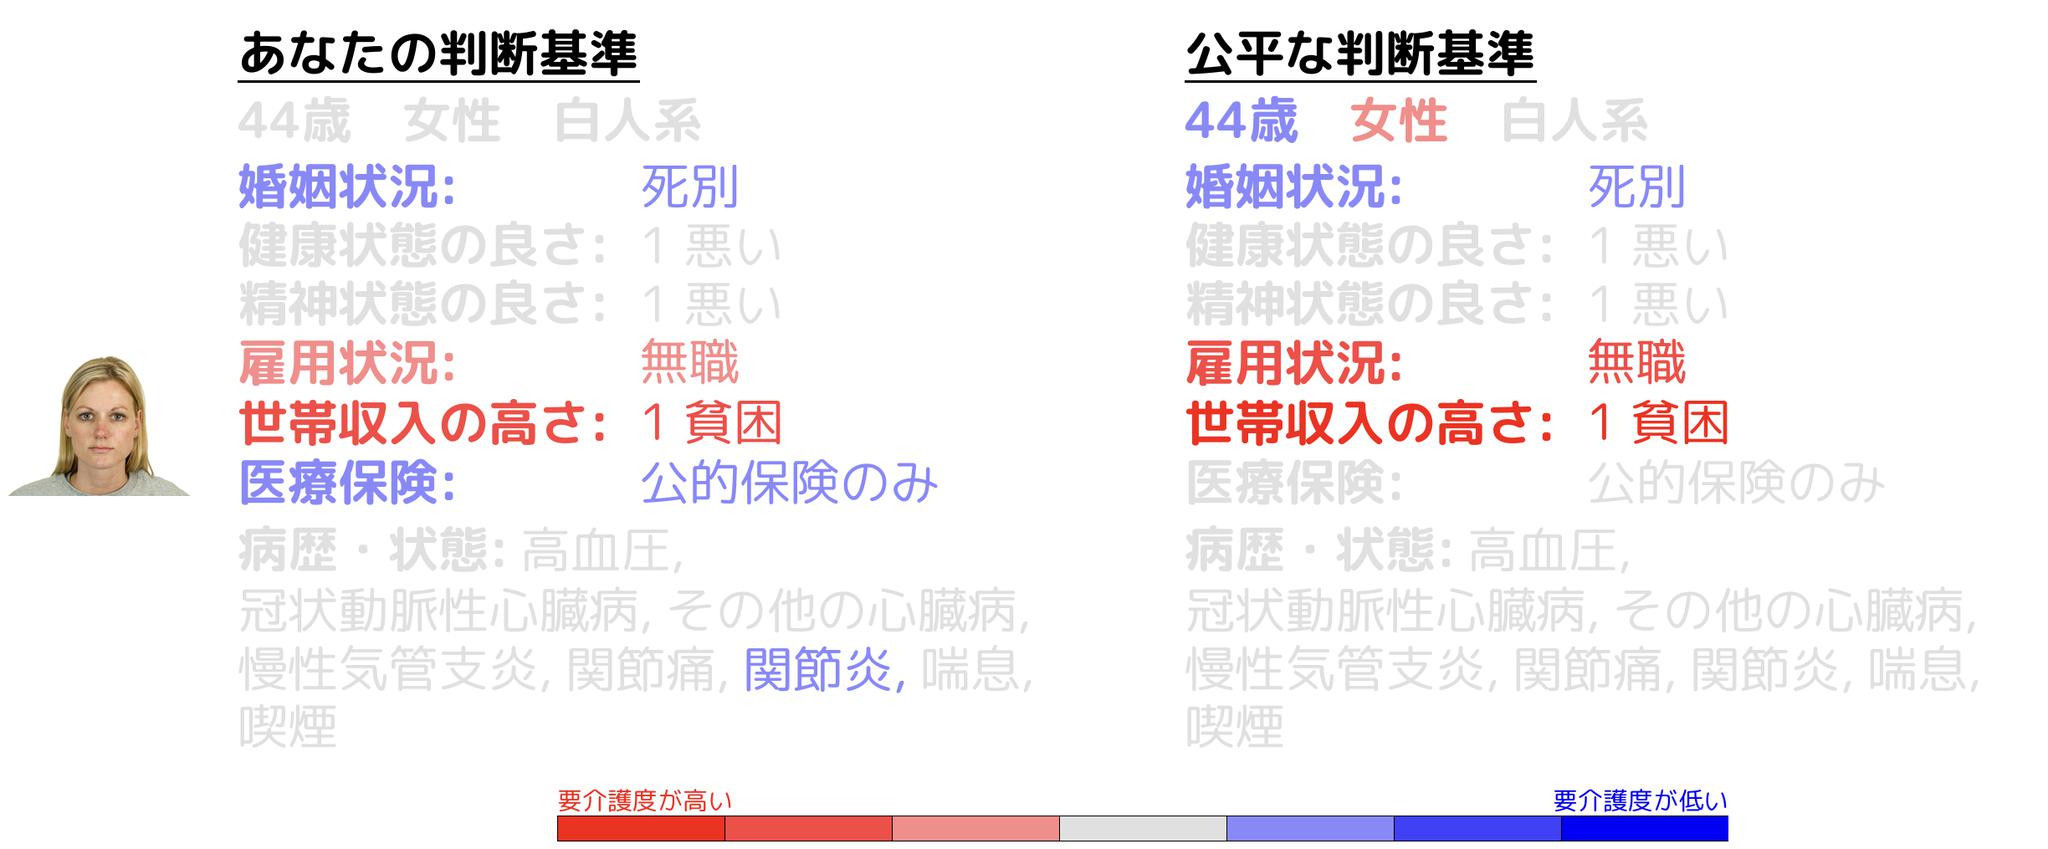 あなたの判断基準
44歳 女性 白人系
婚姻状況: 死別
健康状態の良さ: 1 悪い
精神状態の良さ: 1 悪い
雇用状況: 無職
世帯収入の高さ: 1 貧困
医療保険: 公的保険のみ
病歴・状態: 高血圧,
冠状動脈性心臓病, その他の心臓病,
慢性気管支炎, 関節痛, 関節炎, 喘息,
喫煙
公平な判断基準
44歳 女性 白人系
婚姻状況: 死別
健康状態の良さ: 1 悪い
精神状態の良さ: 1 悪い
雇用状況: 無職
世帯収入の高さ: 1 貧困
医療保険: 公的保険のみ
病歴・状態: 高血圧,
冠状動脈性心臓病, その他の心臓病,
慢性気管支炎, 関節痛, 関節炎, 喘息,
喫煙
要介護度が高い
要介護度が低い